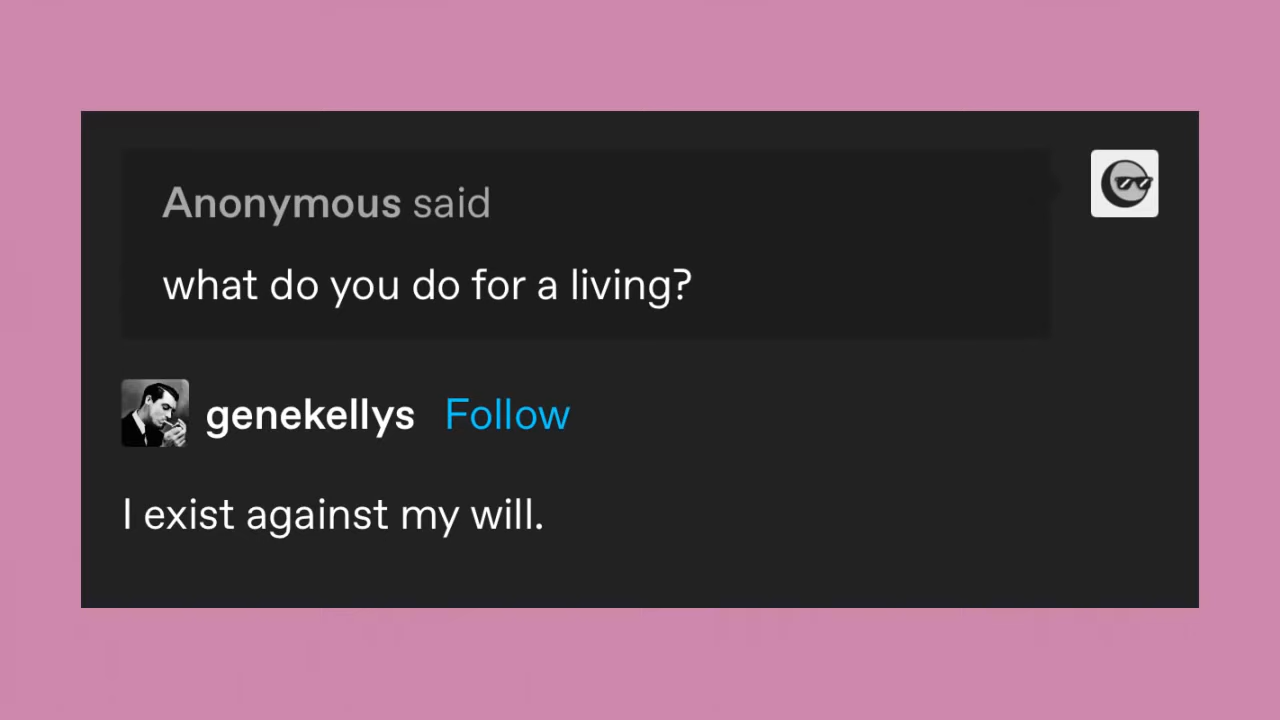 Anonymous said
what do you do for a living?
genekellys Follow
I exist against my will.